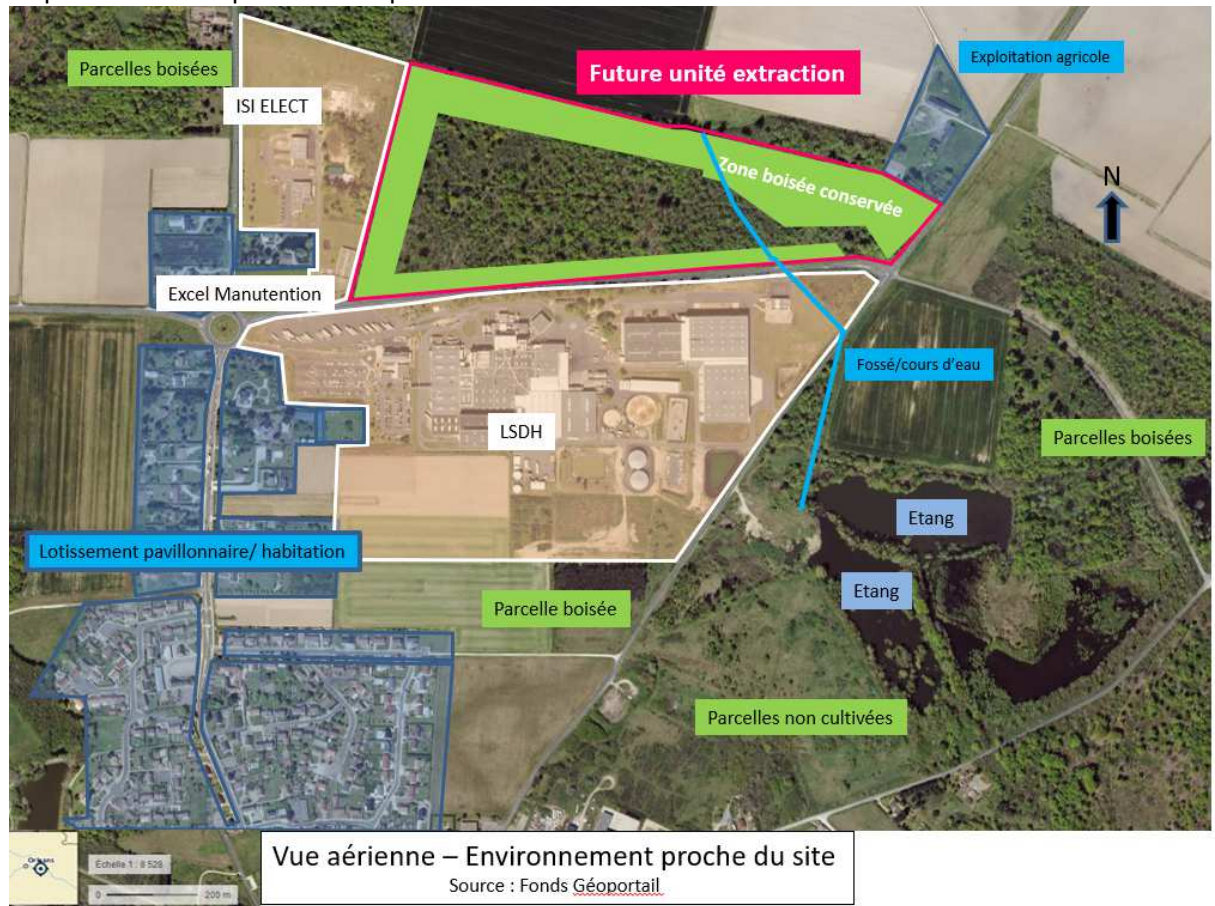 Parcelles boisées
Future unité extraction
Exploitation agricole
ISI ELECT
Zone boisée conservée
N
Excel Manutention
Fossé/cours d'eau
LSDH
Parcelles boisées
Etang
Lotissement pavillonnaire/ habitation
Etang
Parcelle boisée
Parcelles non cultivées
Orléans
Échelle 1 : 8 528
0 200 m
Vue aérienne – Environnement proche du site
Source : Fonds Géoportail